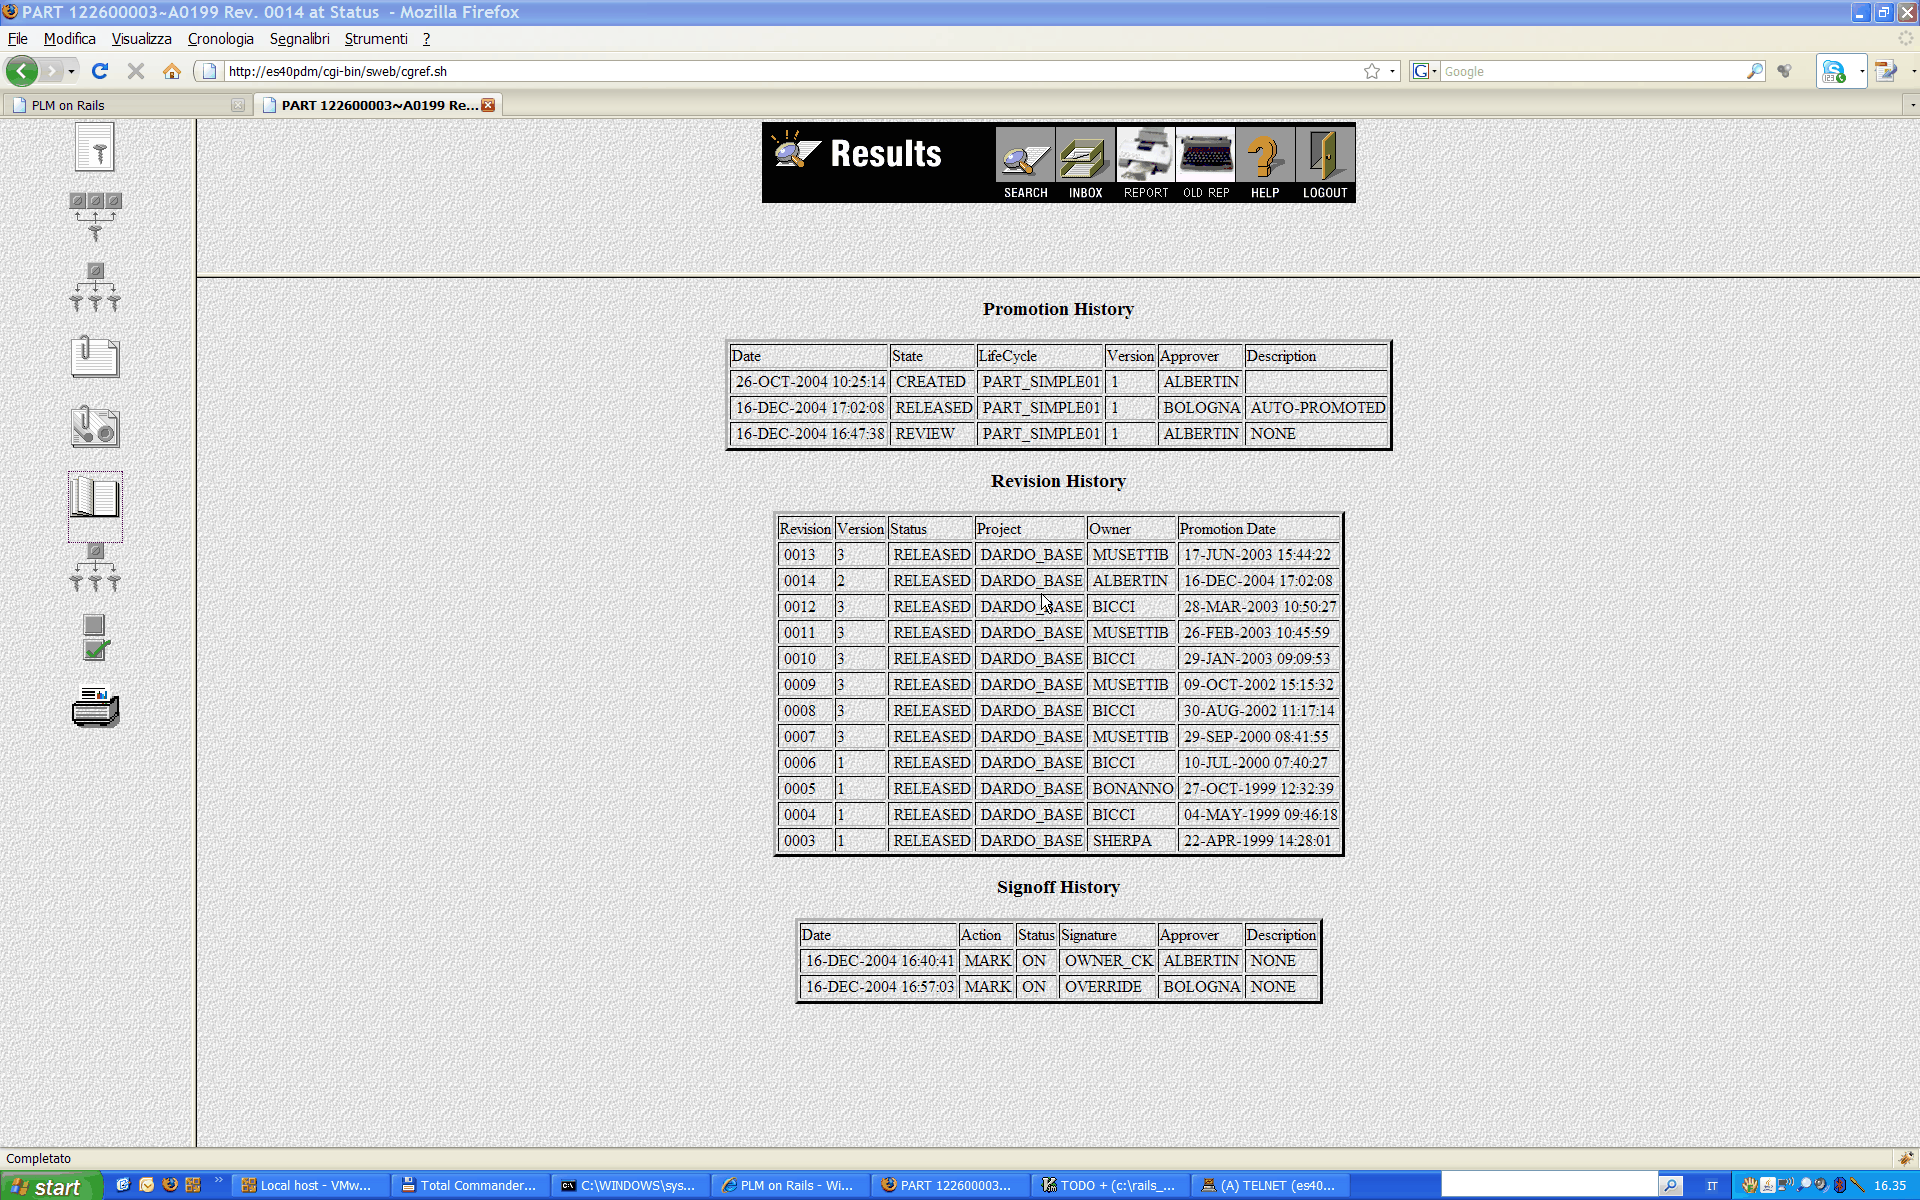 PART 122600003~A0199 Rev. 0014 at Status - Mozilla Firefox
File Modifica Visualizza Cronologia Segnalibri Strumenti ?
http://es40pdm/cgi-bin/sweb/cgref.sh
Google
PLM on Rails
PART 122600003~A0199 Re...
Results
SEARCH INBOX REPORT OLD REP HELP LOGOUT
Promotion History
Date State LifeCycle Version Approver Description
26-OCT-2004 10:25:14 CREATED PART_SIMPLE01 1 ALBERTIN
16-DEC-2004 17:02:08 RELEASED PART_SIMPLE01 1 BOLOGNA AUTO-PROMOTED
16-DEC-2004 16:47:38 REVIEW PART_SIMPLE01 1 ALBERTIN NONE
Revision History
Revision Version Status Project Owner Promotion Date
0013 3 RELEASED DARDO_BASE MUSETTIB 17-JUN-2003 15:44:22
0014 2 RELEASED DARDO_BASE ALBERTIN 16-DEC-2004 17:02:08
0012 3 RELEASED DARDO_BASE BICCI 28-MAR-2003 10:50:27
0011 3 RELEASED DARDO_BASE MUSETTIB 26-FEB-2003 10:45:59
0010 3 RELEASED DARDO_BASE BICCI 29-JAN-2003 09:09:53
0009 3 RELEASED DARDO_BASE MUSETTIB 09-OCT-2002 15:15:32
0008 3 RELEASED DARDO_BASE BICCI 30-AUG-2002 11:17:14
0007 3 RELEASED DARDO_BASE MUSETTIB 29-SEP-2000 08:41:55
0006 1 RELEASED DARDO_BASE BICCI 10-JUL-2000 07:40:27
0005 1 RELEASED DARDO_BASE BONANNO 27-OCT-1999 12:32:39
0004 1 RELEASED DARDO_BASE BICCI 04-MAY-1999 09:46:18
0003 1 RELEASED DARDO_BASE SHERPA 22-APR-1999 14:28:01
Signoff History
Date Action Status Signature Approver Description
16-DEC-2004 16:40:41 MARK ON OWNER_CK ALBERTIN NONE
16-DEC-2004 16:57:03 MARK ON OVERRIDE BOLOGNA NONE
Completato
start Local host - VMw... Total Commander... C:\WINDOWS\sys... PLM on Rails - Wi... PART 122600003... TODO + (c:\rails_... (A) TELNET (es40... IT 16.35